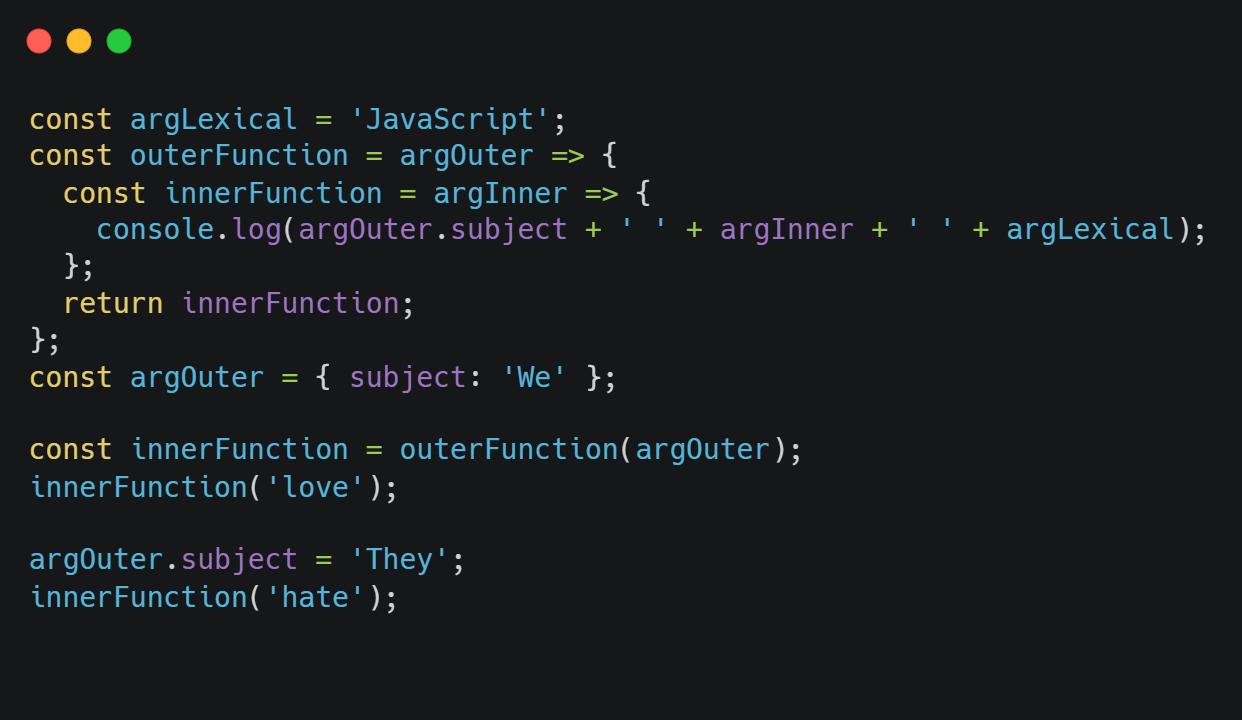 const argLexical = 'JavaScript';
const outerFunction = argOuter => {
  const innerFunction = argInner => {
    console.log(argOuter.subject + ' ' + argInner + ' ' + argLexical);
  };
  return innerFunction;
};
const argOuter = { subject: 'We' };

const innerFunction = outerFunction(argOuter);
innerFunction('love');

argOuter.subject = 'They';
innerFunction('hate');